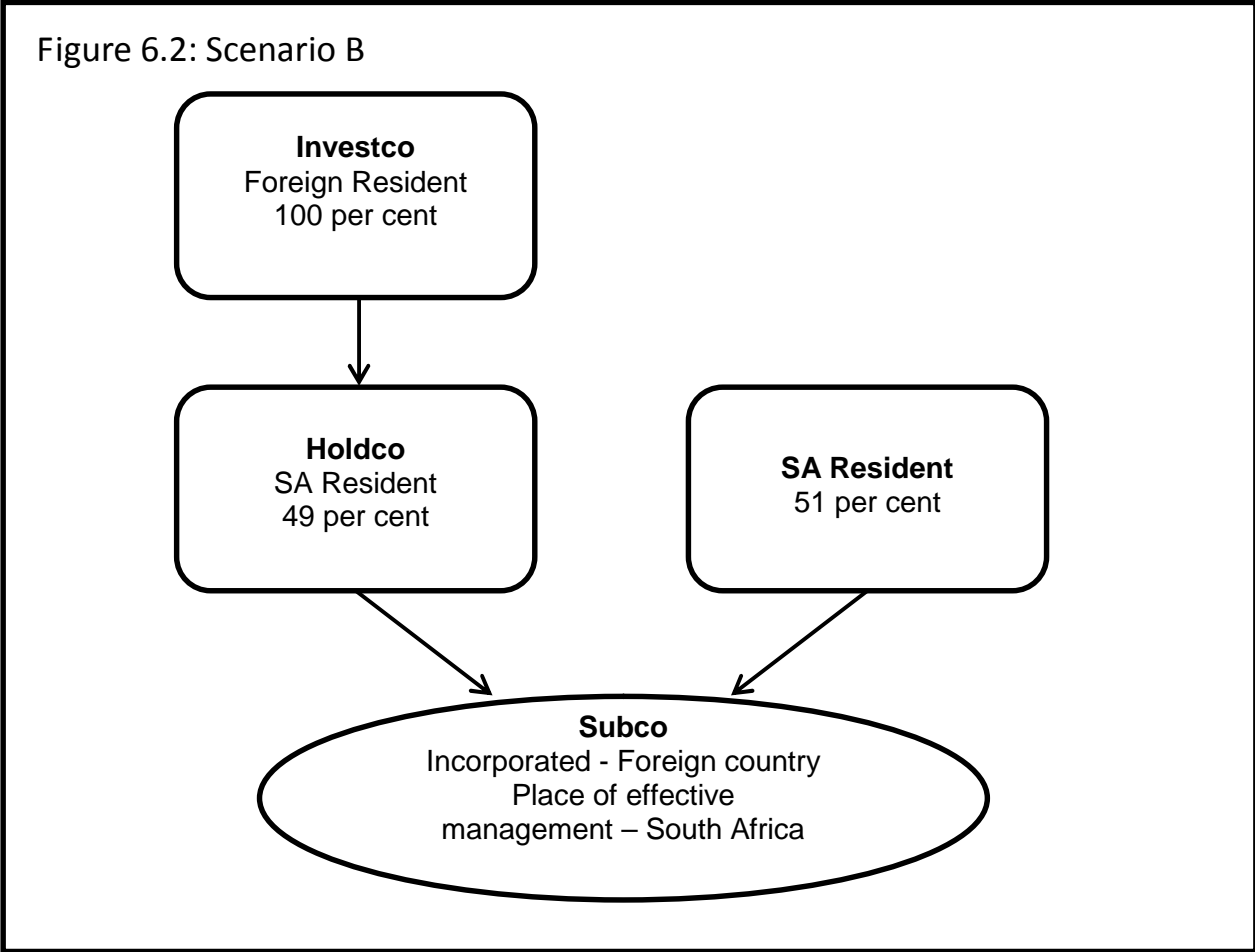 Figure 6.2: Scenario B
Investco
Foreign Resident
100 per cent
Holdco
SA Resident
49 per cent
SA Resident
51 per cent
Subco
Incorporated - Foreign country
Place of effective
management – South Africa